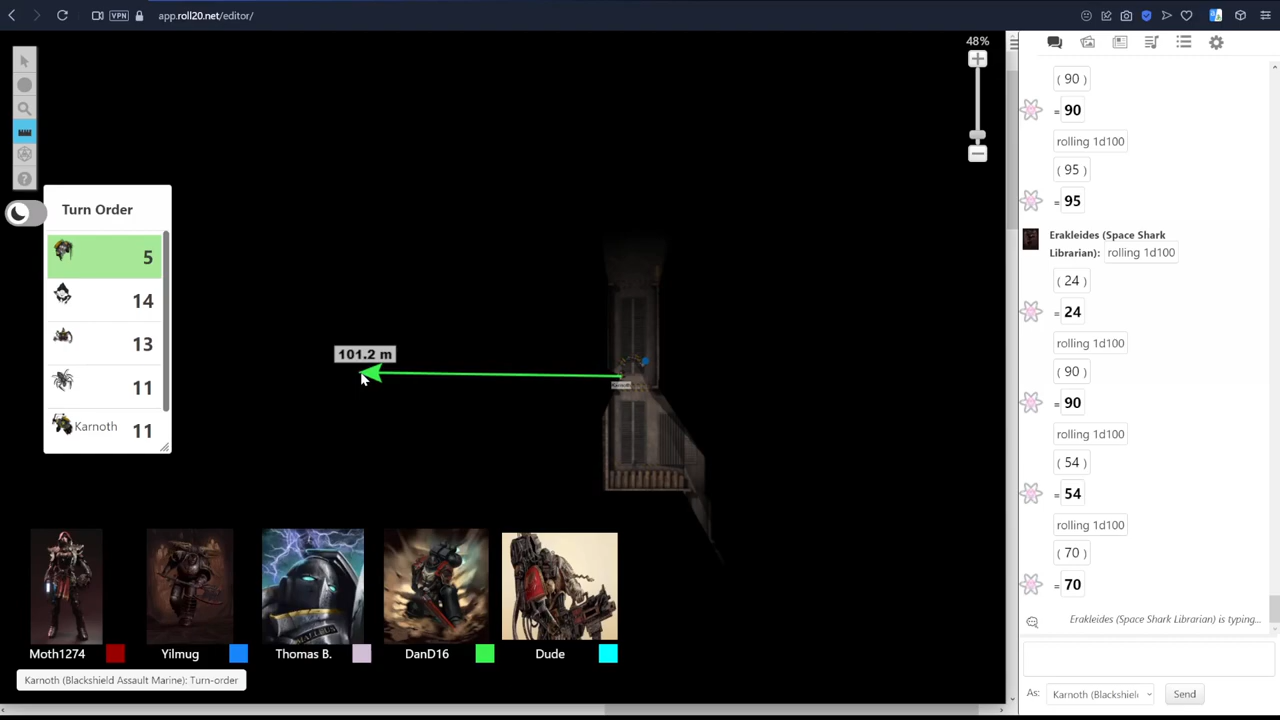 VPN
app.roll20.net/editor/
48%
Turn Order
5
14
13
11
Karnoth
11
101.2 m
Karnoth
Moth1274
Yilmug
Thomas B.
DanD16
Dude
Karnoth (Blackshield Assault Marine): Turn-order
( 90 )
= 90
rolling 1d100
( 95 )
= 95
Erakleides (Space Shark
Librarian): rolling 1d100
( 24 )
= 24
rolling 1d100
( 90 )
= 90
rolling 1d100
( 54 )
= 54
rolling 1d100
( 70 )
= 70
Erakleides (Space Shark Librarian) is typing...
As: Karnoth (Blackshiel
Send